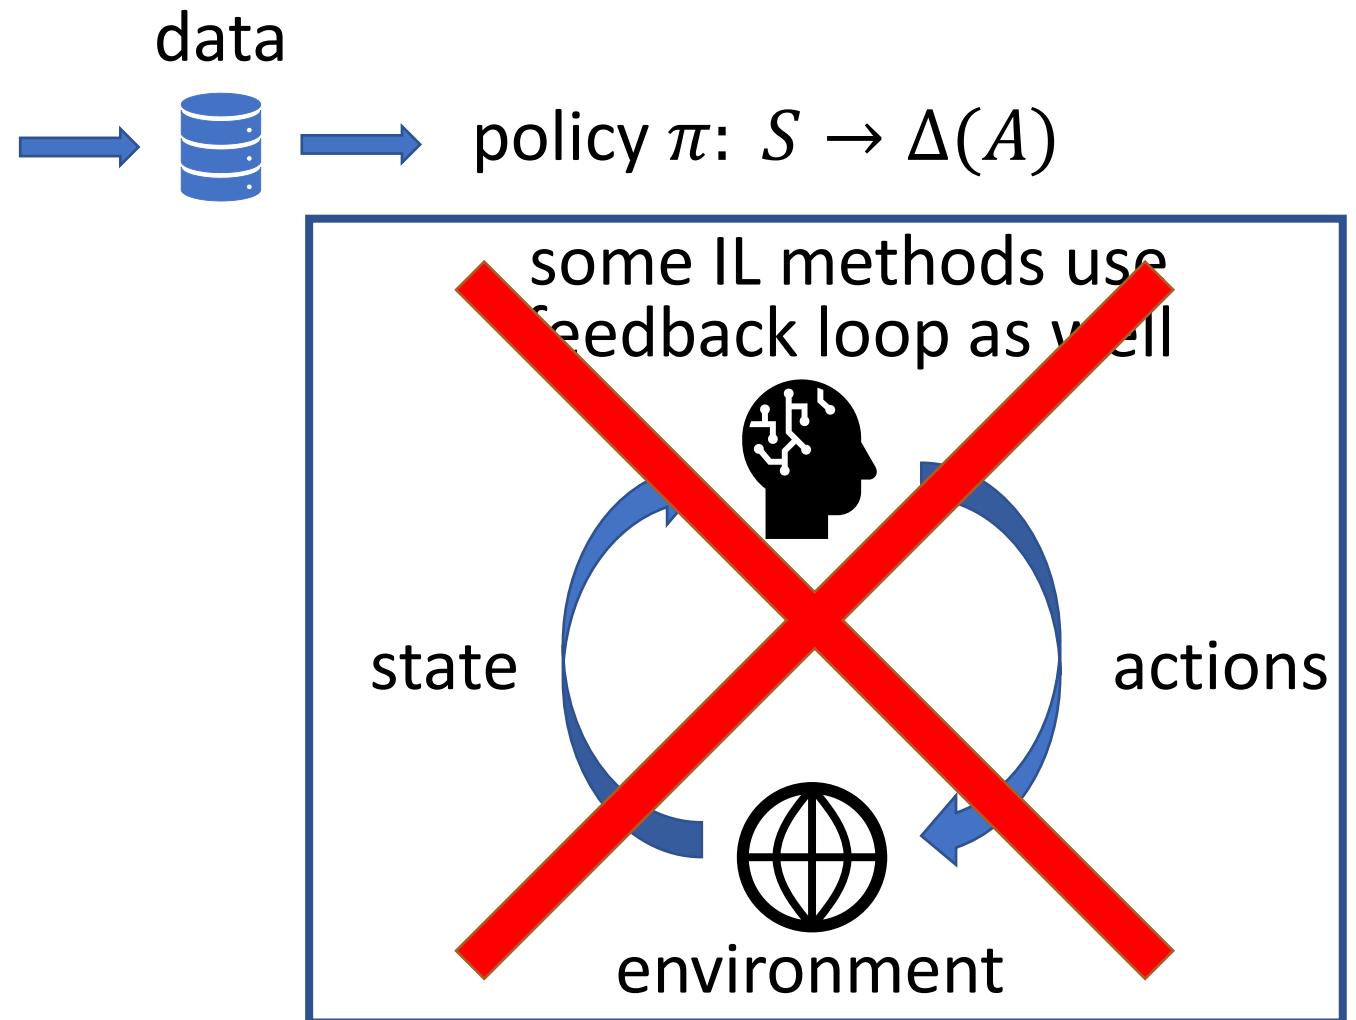 data
policy 𝜋: 𝑆 → Δ(𝐴)
some IL methods use
feedback loop as well
state
actions
environment